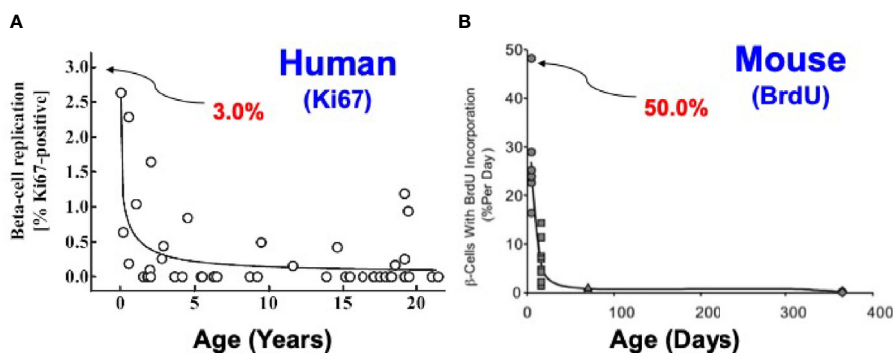 A
Human
(Ki67)
3.0%
Beta-cell replication
[% Ki67-positive]
3.0
2.5
2.0
1.5
1.0
0.5
0.0
0
5
10
15
20
Age (Years)
B
Mouse
(BrdU)
50.0%
β-Cells With BrdU Incorporation
(%Per Day)
50
40
30
20
10
0
0
100
200
300
400
Age (Days)